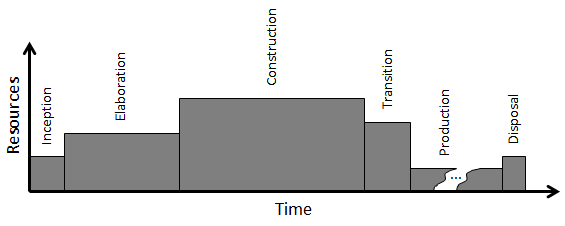 Resources
Inception
Elaboration
Construction
Transition
Production
...
Disposal
Time